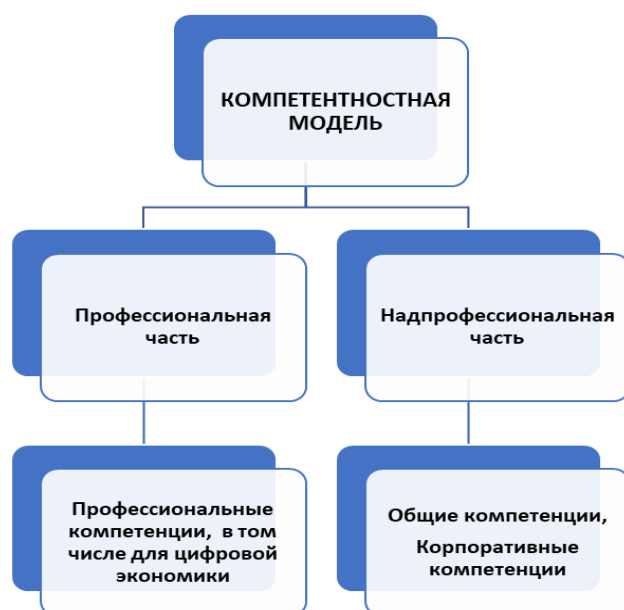 КОМПЕТЕНТНОСТНАЯ
МОДЕЛЬ
Профессиональная
часть
Надпрофессиональная
часть
Профессиональные
компетенции, в том
числе для цифровой
экономики
Общие компетенции,
Корпоративные
компетенции